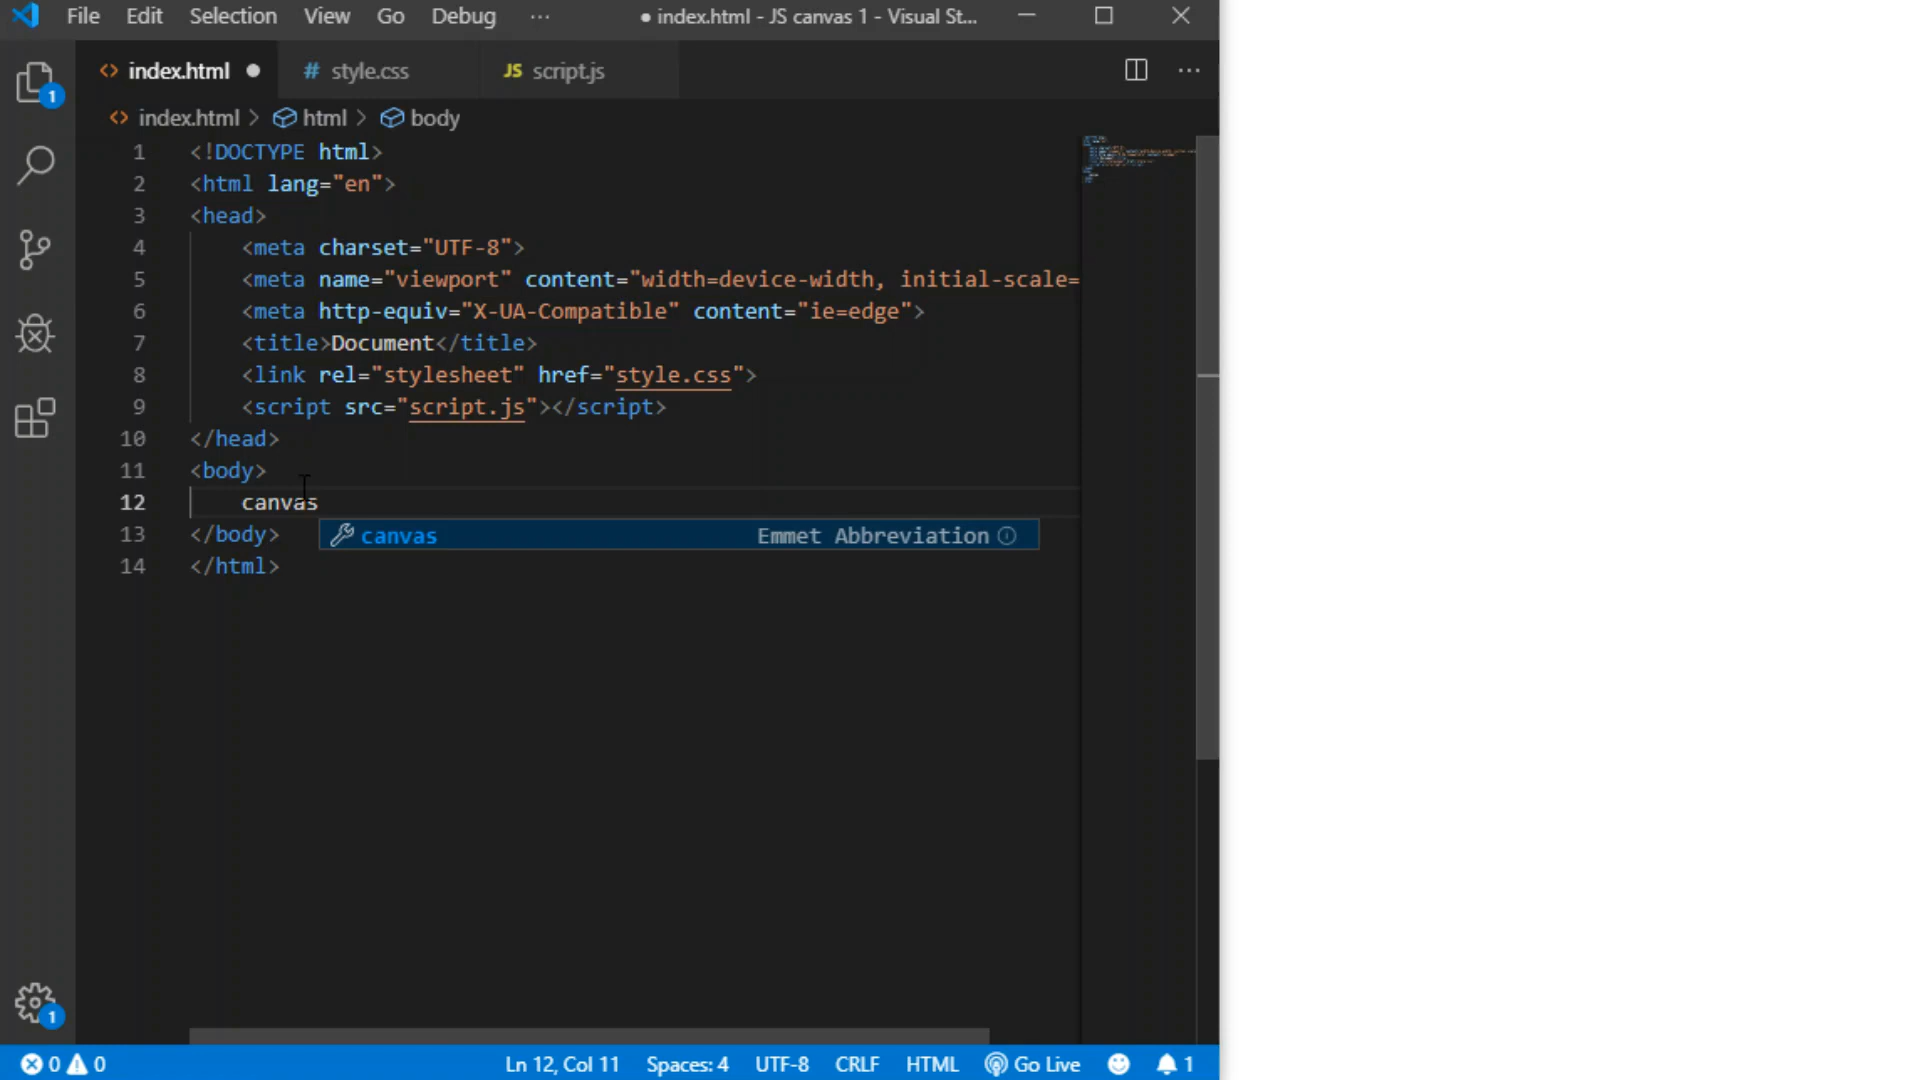 File Edit Selection View Go Debug ··· ● index.html - JS canvas 1 - Visual St...
index.html ● # style.css JS script.js ···
index.html > html > body
1 <!DOCTYPE html>
2 <html lang="en">
3 <head>
4 <meta charset="UTF-8">
5 <meta name="viewport" content="width=device-width, initial-scale=
6 <meta http-equiv="X-UA-Compatible" content="ie=edge">
7 <title>Document</title>
8 <link rel="stylesheet" href="style.css">
9 <script src="script.js"></script>
10 </head>
11 <body>
12 canvas
13 </body>
canvas Emmet Abbreviation
14 </html>
1
1
0 0 Ln 12, Col 11 Spaces: 4 UTF-8 CRLF HTML Go Live 1